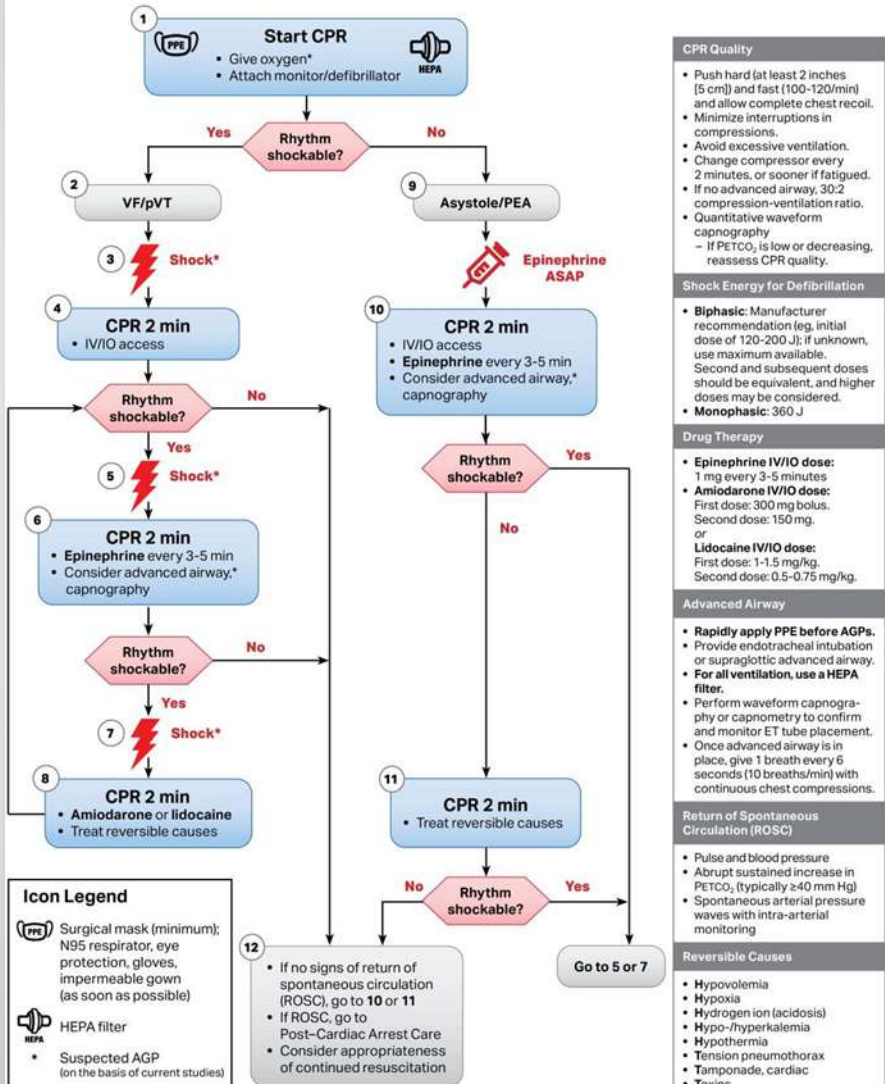 1
PPE
Start CPR
• Give oxygen*
• Attach monitor/defibrillator
HEPA
Yes
Rhythm
shockable?
No
2
VF/pVT
3
Shock*
4
CPR 2 min
• IV/IO access
Rhythm
shockable?
No
Yes
5
Shock*
6
CPR 2 min
• Epinephrine every 3-5 min
• Consider advanced airway,*
capnography
Rhythm
shockable?
No
Yes
7
Shock*
8
CPR 2 min
• Amiodarone or lidocaine
• Treat reversible causes
9
Asystole/PEA
Epinephrine
ASAP
10
CPR 2 min
• IV/IO access
• Epinephrine every 3-5 min
• Consider advanced airway,*
capnography
Rhythm
shockable?
Yes
No
11
CPR 2 min
• Treat reversible causes
No
Rhythm
shockable?
Yes
12
• If no signs of return of
spontaneous circulation
(ROSC), go to 10 or 11
• If ROSC, go to
Post–Cardiac Arrest Care
• Consider appropriateness
of continued resuscitation
Go to 5 or 7
Icon Legend
PPE
Surgical mask (minimum);
N95 respirator, eye
protection, gloves,
impermeable gown
(as soon as possible)
HEPA
HEPA filter
* Suspected AGP
(on the basis of current studies)
CPR Quality
• Push hard (at least 2 inches
[5 cm]) and fast (100-120/min)
and allow complete chest recoil.
• Minimize interruptions in
compressions.
• Avoid excessive ventilation.
• Change compressor every
2 minutes, or sooner if fatigued.
• If no advanced airway, 30:2
compression-ventilation ratio.
• Quantitative waveform
capnography
– If PETCO₂ is low or decreasing,
reassess CPR quality.
Shock Energy for Defibrillation
• Biphasic: Manufacturer
recommendation (eg, initial
dose of 120-200 J); if unknown,
use maximum available.
Second and subsequent doses
should be equivalent, and higher
doses may be considered.
• Monophasic: 360 J
Drug Therapy
• Epinephrine IV/IO dose:
1 mg every 3-5 minutes
• Amiodarone IV/IO dose:
First dose: 300 mg bolus.
Second dose: 150 mg.
or
Lidocaine IV/IO dose:
First dose: 1-1.5 mg/kg.
Second dose: 0.5-0.75 mg/kg.
Advanced Airway
• Rapidly apply PPE before AGPs.
• Provide endotracheal intubation
or supraglottic advanced airway.
• For all ventilation, use a HEPA
filter.
• Perform waveform capnogra-
phy or capnometry to confirm
and monitor ET tube placement.
• Once advanced airway is in
place, give 1 breath every 6
seconds (10 breaths/min) with
continuous chest compressions.
Return of Spontaneous
Circulation (ROSC)
• Pulse and blood pressure
• Abrupt sustained increase in
PETCO₂ (typically ≥40 mm Hg)
• Spontaneous arterial pressure
waves with intra-arterial
monitoring
Reversible Causes
• Hypovolemia
• Hypoxia
• Hydrogen ion (acidosis)
• Hypo-/hyperkalemia
• Hypothermia
• Tension pneumothorax
• Tamponade, cardiac
• Toxins